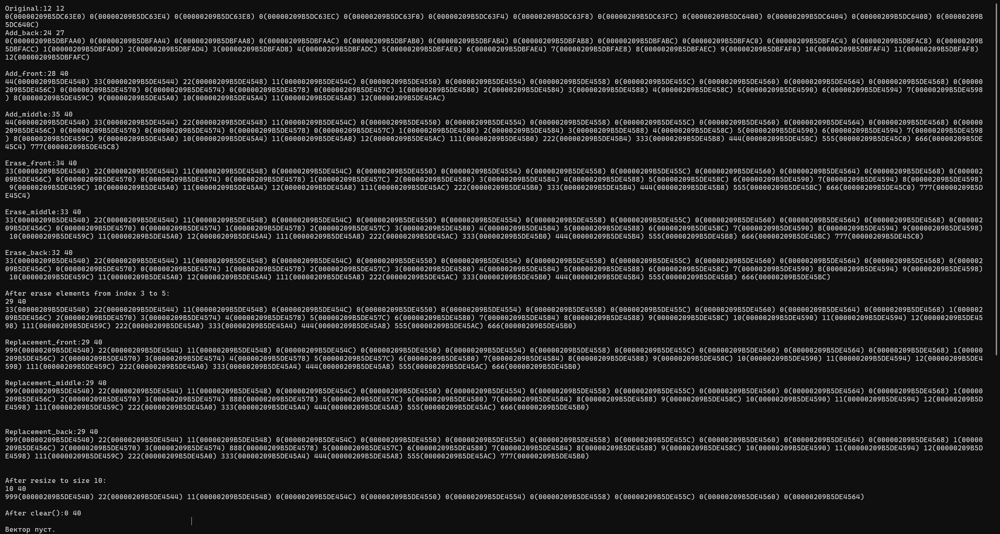 Original:12 12
0(00000209B5DC63E0) 0(00000209B5DC63E4) 0(00000209B5DC63E8) 0(00000209B5DC63EC) 0(00000209B5DC63F0) 0(00000209B5DC63F4) 0(00000209B5DC63F8) 0(00000209B5DC63FC) 0(00000209B5DC6400) 0(00000209B5DC6404) 0(00000209B5DC6408) 0(00000209B
5DC640C)
Add_back:24 27
0(00000209B5DBFAA0) 0(00000209B5DBFAA4) 0(00000209B5DBFAA8) 0(00000209B5DBFAAC) 0(00000209B5DBFAB0) 0(00000209B5DBFAB4) 0(00000209B5DBFAB8) 0(00000209B5DBFABC) 0(00000209B5DBFAC0) 0(00000209B5DBFAC4) 0(00000209B5DBFAC8) 0(00000209B
5DBFACC) 1(00000209B5DBFAD0) 2(00000209B5DBFAD4) 3(00000209B5DBFAD8) 4(00000209B5DBFADC) 5(00000209B5DBFAE0) 6(00000209B5DBFAE4) 7(00000209B5DBFAE8) 8(00000209B5DBFAEC) 9(00000209B5DBFAF0) 10(00000209B5DBFAF4) 11(00000209B5DBFAF8)
12(00000209B5DBFAFC)
Add_front:28 40
44(00000209B5DE4540) 33(00000209B5DE4544) 22(00000209B5DE4548) 11(00000209B5DE454C) 0(00000209B5DE4550) 0(00000209B5DE4554) 0(00000209B5DE4558) 0(00000209B5DE455C) 0(00000209B5DE4560) 0(00000209B5DE4564) 0(00000209B5DE4568) 0(00000
209B5DE456C) 0(00000209B5DE4570) 0(00000209B5DE4574) 0(00000209B5DE4578) 0(00000209B5DE457C) 1(00000209B5DE4580) 2(00000209B5DE4584) 3(00000209B5DE4588) 4(00000209B5DE458C) 5(00000209B5DE4590) 6(00000209B5DE4594) 7(00000209B5DE4598
) 8(00000209B5DE459C) 9(00000209B5DE45A0) 10(00000209B5DE45A4) 11(00000209B5DE45A8) 12(00000209B5DE45AC)
Add_middle:35 40
44(00000209B5DE4540) 33(00000209B5DE4544) 22(00000209B5DE4548) 11(00000209B5DE454C) 0(00000209B5DE4550) 0(00000209B5DE4554) 0(00000209B5DE4558) 0(00000209B5DE455C) 0(00000209B5DE4560) 0(00000209B5DE4564) 0(00000209B5DE4568) 0(00000
209B5DE456C) 0(00000209B5DE4570) 0(00000209B5DE4574) 0(00000209B5DE4578) 0(00000209B5DE457C) 1(00000209B5DE4580) 2(00000209B5DE4584) 3(00000209B5DE4588) 4(00000209B5DE458C) 5(00000209B5DE4590) 6(00000209B5DE4594) 7(00000209B5DE4598
) 8(00000209B5DE459C) 9(00000209B5DE45A0) 10(00000209B5DE45A4) 11(00000209B5DE45A8) 12(00000209B5DE45AC) 111(00000209B5DE45B0) 222(00000209B5DE45B4) 333(00000209B5DE45B8) 444(00000209B5DE45BC) 555(00000209B5DE45C0) 666(00000209B5DE
45C4) 777(00000209B5DE45C8)
Erase_front:34 40
33(00000209B5DE4540) 22(00000209B5DE4544) 11(00000209B5DE4548) 0(00000209B5DE454C) 0(00000209B5DE4550) 0(00000209B5DE4554) 0(00000209B5DE4558) 0(00000209B5DE455C) 0(00000209B5DE4560) 0(00000209B5DE4564) 0(00000209B5DE4568) 0(000002
09B5DE456C) 0(00000209B5DE4570) 0(00000209B5DE4574) 0(00000209B5DE4578) 1(00000209B5DE457C) 2(00000209B5DE4580) 3(00000209B5DE4584) 4(00000209B5DE4588) 5(00000209B5DE458C) 6(00000209B5DE4590) 7(00000209B5DE4594) 8(00000209B5DE4598)
9(00000209B5DE459C) 10(00000209B5DE45A0) 11(00000209B5DE45A4) 12(00000209B5DE45A8) 111(00000209B5DE45AC) 222(00000209B5DE45B0) 333(00000209B5DE45B4) 444(00000209B5DE45B8) 555(00000209B5DE45BC) 666(00000209B5DE45C0) 777(00000209B5D
E45C4)
Erase_middle:33 40
33(00000209B5DE4540) 22(00000209B5DE4544) 11(00000209B5DE4548) 0(00000209B5DE454C) 0(00000209B5DE4550) 0(00000209B5DE4554) 0(00000209B5DE4558) 0(00000209B5DE455C) 0(00000209B5DE4560) 0(00000209B5DE4564) 0(00000209B5DE4568) 0(000002
09B5DE456C) 0(00000209B5DE4570) 0(00000209B5DE4574) 1(00000209B5DE4578) 2(00000209B5DE457C) 3(00000209B5DE4580) 4(00000209B5DE4584) 5(00000209B5DE4588) 6(00000209B5DE458C) 7(00000209B5DE4590) 8(00000209B5DE4594) 9(00000209B5DE4598)
10(00000209B5DE459C) 11(00000209B5DE45A0) 12(00000209B5DE45A4) 111(00000209B5DE45A8) 222(00000209B5DE45AC) 333(00000209B5DE45B0) 444(00000209B5DE45B4) 555(00000209B5DE45B8) 666(00000209B5DE45BC) 777(00000209B5DE45C0)
Erase_back:32 40
33(00000209B5DE4540) 22(00000209B5DE4544) 11(00000209B5DE4548) 0(00000209B5DE454C) 0(00000209B5DE4550) 0(00000209B5DE4554) 0(00000209B5DE4558) 0(00000209B5DE455C) 0(00000209B5DE4560) 0(00000209B5DE4564) 0(00000209B5DE4568) 0(000002
09B5DE456C) 0(00000209B5DE4570) 0(00000209B5DE4574) 1(00000209B5DE4578) 2(00000209B5DE457C) 3(00000209B5DE4580) 4(00000209B5DE4584) 5(00000209B5DE4588) 6(00000209B5DE458C) 7(00000209B5DE4590) 8(00000209B5DE4594) 9(00000209B5DE4598)
10(00000209B5DE459C) 11(00000209B5DE45A0) 12(00000209B5DE45A4) 111(00000209B5DE45A8) 222(00000209B5DE45AC) 333(00000209B5DE45B0) 444(00000209B5DE45B4) 555(00000209B5DE45B8) 666(00000209B5DE45BC)
After erase elements from index 3 to 5:
29 40
33(00000209B5DE4540) 22(00000209B5DE4544) 11(00000209B5DE4548) 0(00000209B5DE454C) 0(00000209B5DE4550) 0(00000209B5DE4554) 0(00000209B5DE4558) 0(00000209B5DE455C) 0(00000209B5DE4560) 0(00000209B5DE4564) 0(00000209B5DE4568) 1(000002
09B5DE456C) 2(00000209B5DE4570) 3(00000209B5DE4574) 4(00000209B5DE4578) 5(00000209B5DE457C) 6(00000209B5DE4580) 7(00000209B5DE4584) 8(00000209B5DE4588) 9(00000209B5DE458C) 10(00000209B5DE4590) 11(00000209B5DE4594) 12(00000209B5DE45
98) 111(00000209B5DE459C) 222(00000209B5DE45A0) 333(00000209B5DE45A4) 444(00000209B5DE45A8) 555(00000209B5DE45AC) 666(00000209B5DE45B0)
Replacement_front:29 40
999(00000209B5DE4540) 22(00000209B5DE4544) 11(00000209B5DE4548) 0(00000209B5DE454C) 0(00000209B5DE4550) 0(00000209B5DE4554) 0(00000209B5DE4558) 0(00000209B5DE455C) 0(00000209B5DE4560) 0(00000209B5DE4564) 0(00000209B5DE4568) 1(00000
209B5DE456C) 2(00000209B5DE4570) 3(00000209B5DE4574) 4(00000209B5DE4578) 5(00000209B5DE457C) 6(00000209B5DE4580) 7(00000209B5DE4584) 8(00000209B5DE4588) 9(00000209B5DE458C) 10(00000209B5DE4590) 11(00000209B5DE4594) 12(00000209B5DE4
598) 111(00000209B5DE459C) 222(00000209B5DE45A0) 333(00000209B5DE45A4) 444(00000209B5DE45A8) 555(00000209B5DE45AC) 666(00000209B5DE45B0)
Replacement_middle:29 40
999(00000209B5DE4540) 22(00000209B5DE4544) 11(00000209B5DE4548) 0(00000209B5DE454C) 0(00000209B5DE4550) 0(00000209B5DE4554) 0(00000209B5DE4558) 0(00000209B5DE455C) 0(00000209B5DE4560) 0(00000209B5DE4564) 0(00000209B5DE4568) 1(00000
209B5DE456C) 2(00000209B5DE4570) 3(00000209B5DE4574) 888(00000209B5DE4578) 5(00000209B5DE457C) 6(00000209B5DE4580) 7(00000209B5DE4584) 8(00000209B5DE4588) 9(00000209B5DE458C) 10(00000209B5DE4590) 11(00000209B5DE4594) 12(00000209B5D
E4598) 111(00000209B5DE459C) 222(00000209B5DE45A0) 333(00000209B5DE45A4) 444(00000209B5DE45A8) 555(00000209B5DE45AC) 666(00000209B5DE45B0)
Replacement_back:29 40
999(00000209B5DE4540) 22(00000209B5DE4544) 11(00000209B5DE4548) 0(00000209B5DE454C) 0(00000209B5DE4550) 0(00000209B5DE4554) 0(00000209B5DE4558) 0(00000209B5DE455C) 0(00000209B5DE4560) 0(00000209B5DE4564) 0(00000209B5DE4568) 1(00000
209B5DE456C) 2(00000209B5DE4570) 3(00000209B5DE4574) 888(00000209B5DE4578) 5(00000209B5DE457C) 6(00000209B5DE4580) 7(00000209B5DE4584) 8(00000209B5DE4588) 9(00000209B5DE458C) 10(00000209B5DE4590) 11(00000209B5DE4594) 12(00000209B5D
E4598) 111(00000209B5DE459C) 222(00000209B5DE45A0) 333(00000209B5DE45A4) 444(00000209B5DE45A8) 555(00000209B5DE45AC) 777(00000209B5DE45B0)
After resize to size 10:
10 40
999(00000209B5DE4540) 22(00000209B5DE4544) 11(00000209B5DE4548) 0(00000209B5DE454C) 0(00000209B5DE4550) 0(00000209B5DE4554) 0(00000209B5DE4558) 0(00000209B5DE455C) 0(00000209B5DE4560) 0(00000209B5DE4564)
After clear():0 40
Вектор пуст.